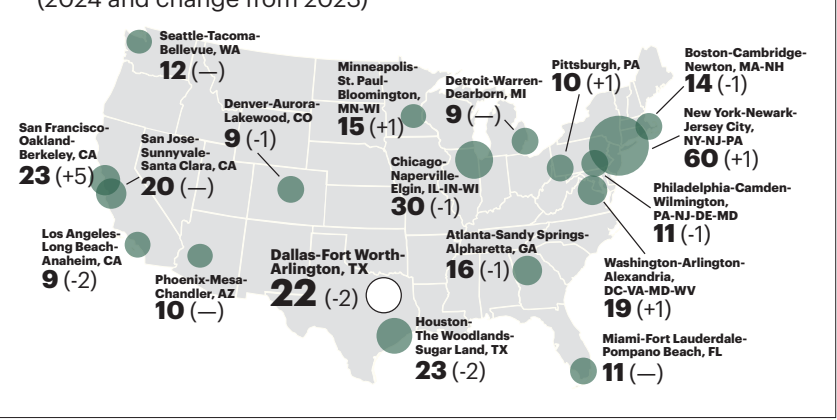 (2024 and change from 2023)
Seattle-Tacoma-
Bellevue, WA
12 (—)
Minneapolis-
St. Paul-
Bloomington,
MN-WI
15 (+1)
Detroit-Warren-
Dearborn, MI
9 (—)
Pittsburgh, PA
10 (+1)
Boston-Cambridge-
Newton, MA-NH
14 (-1)
Denver-Aurora-
Lakewood, CO
9 (-1)
New York-Newark-
Jersey City,
NY-NJ-PA
60 (+1)
San Francisco-
Oakland-
Berkeley, CA
23 (+5)
San Jose-
Sunnyvale-
Santa Clara, CA
20 (—)
Chicago-
Naperville-
Elgin, IL-IN-WI
30 (-1)
Philadelphia-Camden-
Wilmington,
PA-NJ-DE-MD
11 (-1)
Los Angeles-
Long Beach-
Anaheim, CA
9 (-2)
Phoenix-Mesa-
Chandler, AZ
10 (—)
Dallas-Fort Worth-
Arlington, TX
22 (-2)
Atlanta-Sandy Springs-
Alpharetta, GA
16 (-1)
Washington-Arlington-
Alexandria,
DC-VA-MD-WV
19 (+1)
Houston-
The Woodlands-
Sugar Land, TX
23 (-2)
Miami-Fort Lauderdale-
Pompano Beach, FL
11 (—)